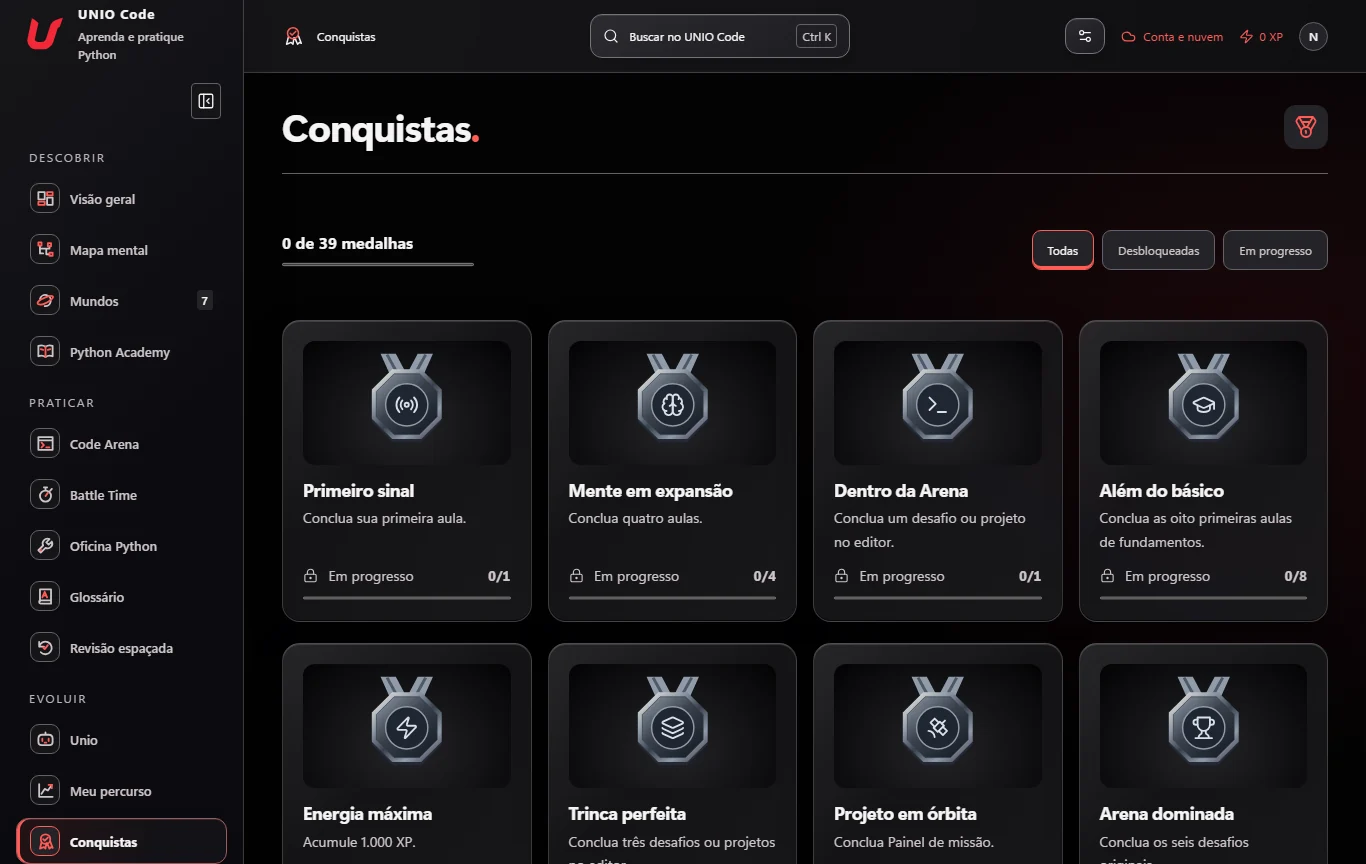 UNIO Code
Aprenda e pratique
Python
DESCOBRIR
Visão geral
Mapa mental
Mundos
7
Python Academy
PRATICAR
Code Arena
Battle Time
Oficina Python
Glossário
Revisão espaçada
EVOLUIR
Unio
Meu percurso
Conquistas
Conquistas
Buscar no UNIO Code
Ctrl K
Conta e nuvem
0 XP
N
Conquistas.
0 de 39 medalhas
Todas
Desbloqueadas
Em progresso
Primeiro sinal
Conclua sua primeira aula.
Em progresso
0/1
Mente em expansão
Conclua quatro aulas.
Em progresso
0/4
Dentro da Arena
Conclua um desafio ou projeto
no editor.
Em progresso
0/1
Além do básico
Conclua as oito primeiras aulas
de fundamentos.
Em progresso
0/8
Energia máxima
Acumule 1.000 XP.
Trinca perfeita
Conclua três desafios ou projetos
no editor.
Projeto em órbita
Conclua Painel de missão.
Arena dominada
Conclua os seis desafios
originais.